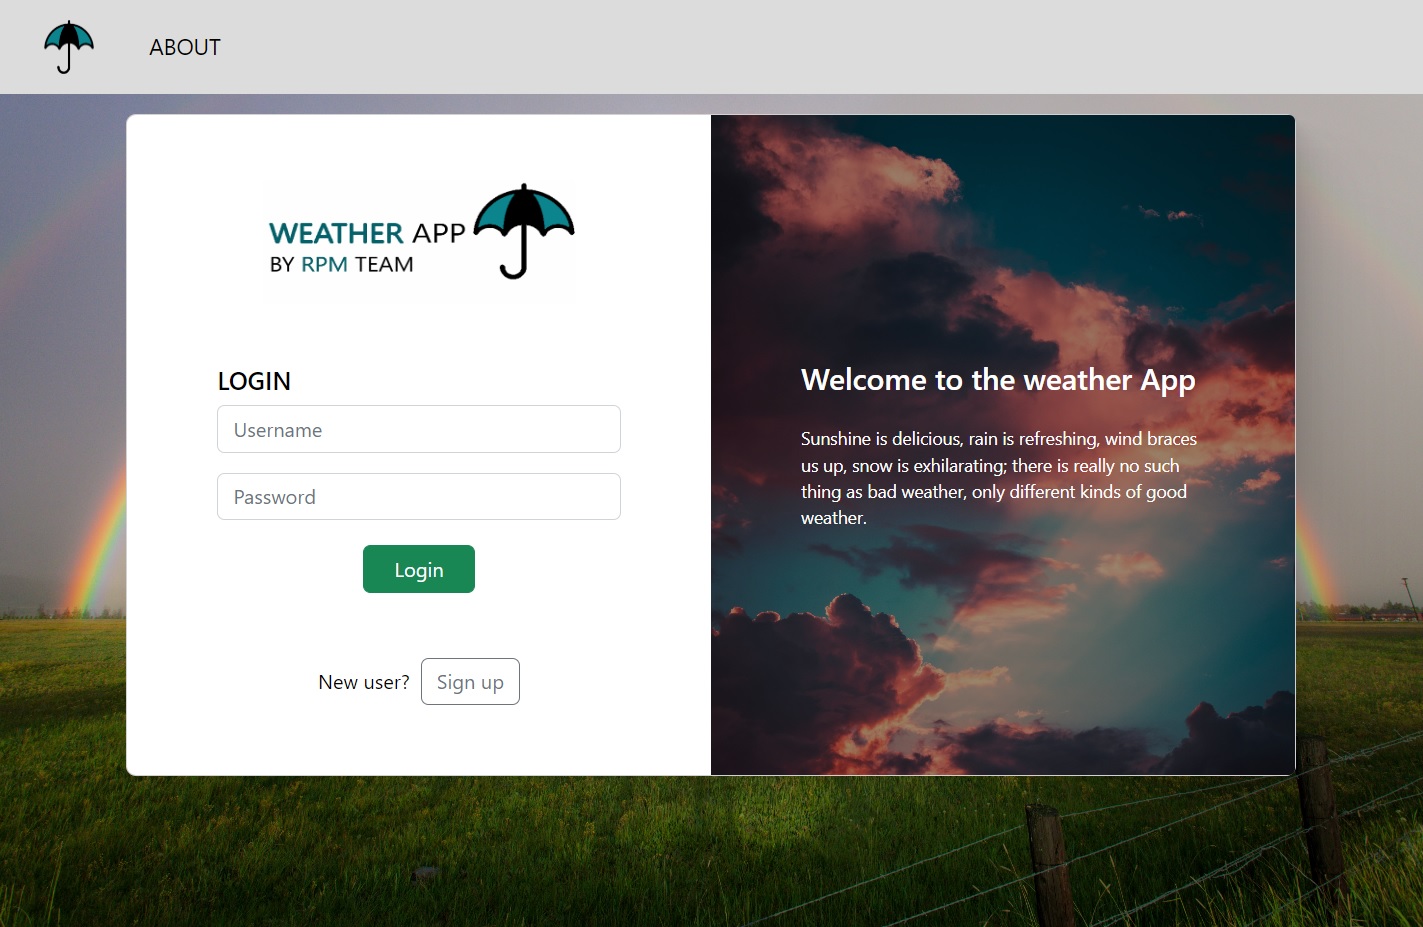 ABOUT
WEATHER APP
BY RPM TEAM
LOGIN
Username
Password
Login
New user? Sign up
Welcome to the weather App
Sunshine is delicious, rain is refreshing, wind braces
us up, snow is exhilarating; there is really no such
thing as bad weather, only different kinds of good
weather.